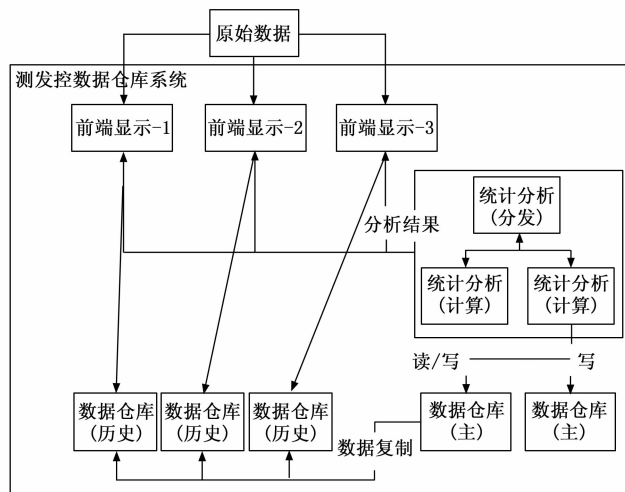 原始数据
测发控数据仓库系统
前端显示-1
前端显示-2
前端显示-3
统计分析
(分发)
分析结果
统计分析
(计算)
统计分析
(计算)
读/写
写
数据仓库
(历史)
数据仓库
(历史)
数据仓库
(历史)
数据仓库
(主)
数据仓库
(主)
数据复制